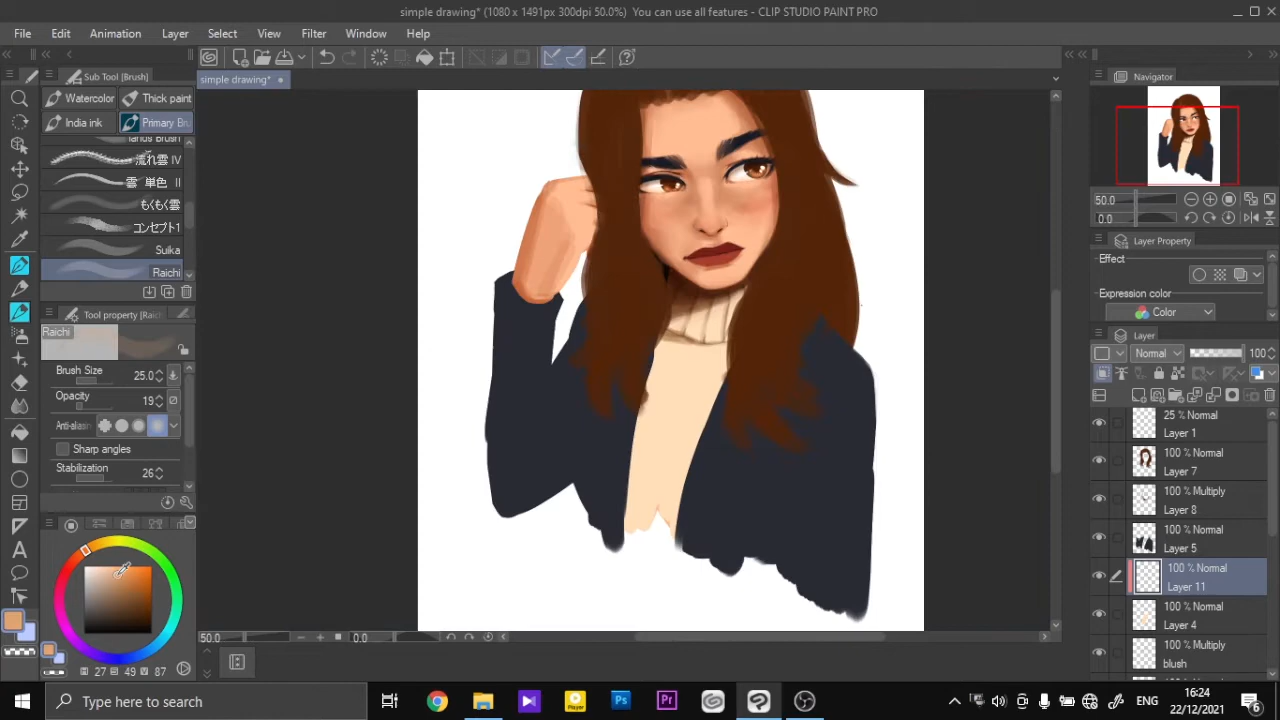 simple drawing* (1080 x 1491px 300dpi 50.0%)  You can use all features - CLIP STUDIO PAINT PRO
File Edit Animation Layer Select View Filter Window Help
Sub Tool [Brush]
Watercolor Thick paint
India ink Primary Bru
流れ雲 IV
雲 単色 II
もくもく雲
コンセプト1
Suika
Raichi
Tool property [Raic
Raichi
Brush Size 25.0
Opacity 19
Anti-alias
Sharp angles
Stabilization 26
27 49 87
simple drawing*
50.0 0.0
Navigator
50.0
0.0
Layer Property
Effect
Expression color
Color
Layer
Normal 100
25 % Normal
Layer 1
100 % Normal
Layer 7
100 % Multiply
Layer 8
100 % Normal
Layer 5
100 % Normal
Layer 11
100 % Normal
Layer 4
100 % Multiply
blush
Type here to search
Player
Ps
Pr
ENG
16:24
22/12/2021
6